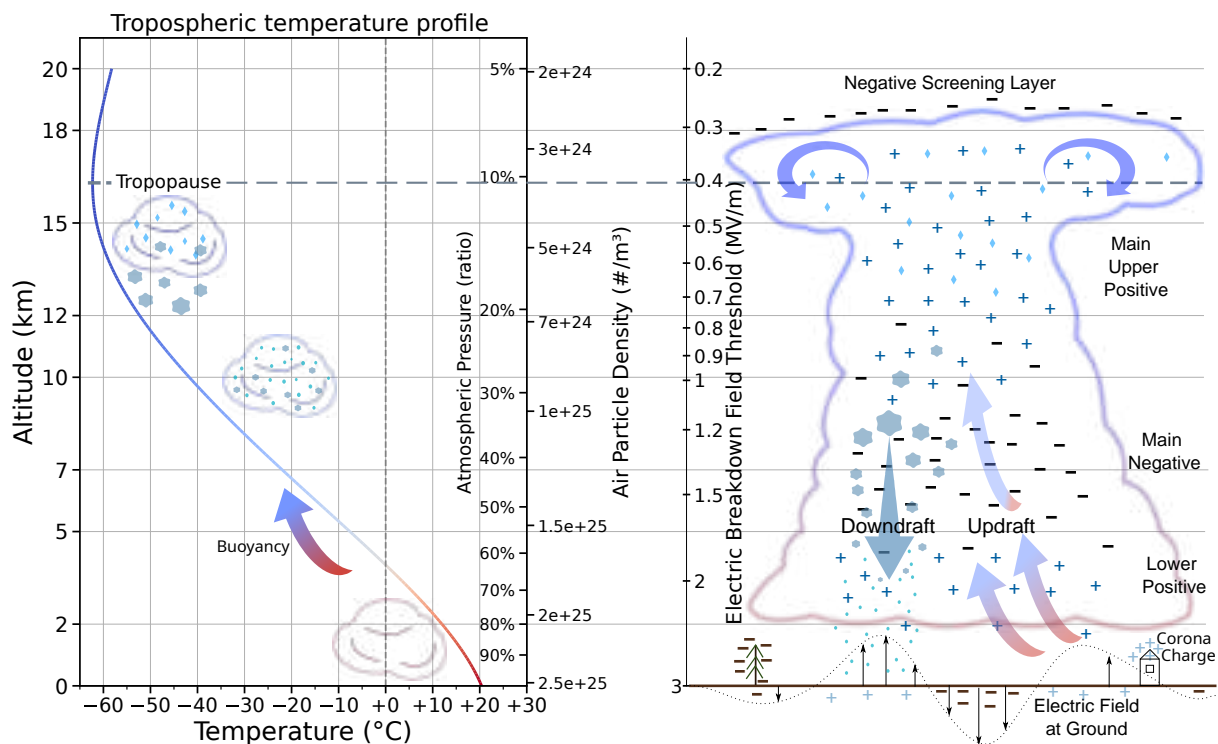 Tropospheric temperature profile
Altitude (km)
20
18
15
12
10
7
5
2
0
Tropopause
Buoyancy
−60 −50 −40 −30 −20 −10 0 +10 +20 +30
Temperature (°C)
Atmospheric Pressure (ratio)
5%
10%
20%
30%
40%
50%
60%
70%
80%
90%
Air Particle Density (#/m³)
2e+24
3e+24
5e+24
7e+24
1e+25
1.5e+25
2e+25
2.5e+25
Electric Breakdown Field Threshold (MV/m)
0.2
0.3
0.4
0.5
0.6
0.7
0.8
0.9
1
1.2
1.5
2
3
Negative Screening Layer
Main
Upper
Positive
Main
Negative
Downdraft
Updraft
Lower
Positive
Corona
Charge
Electric Field
at Ground